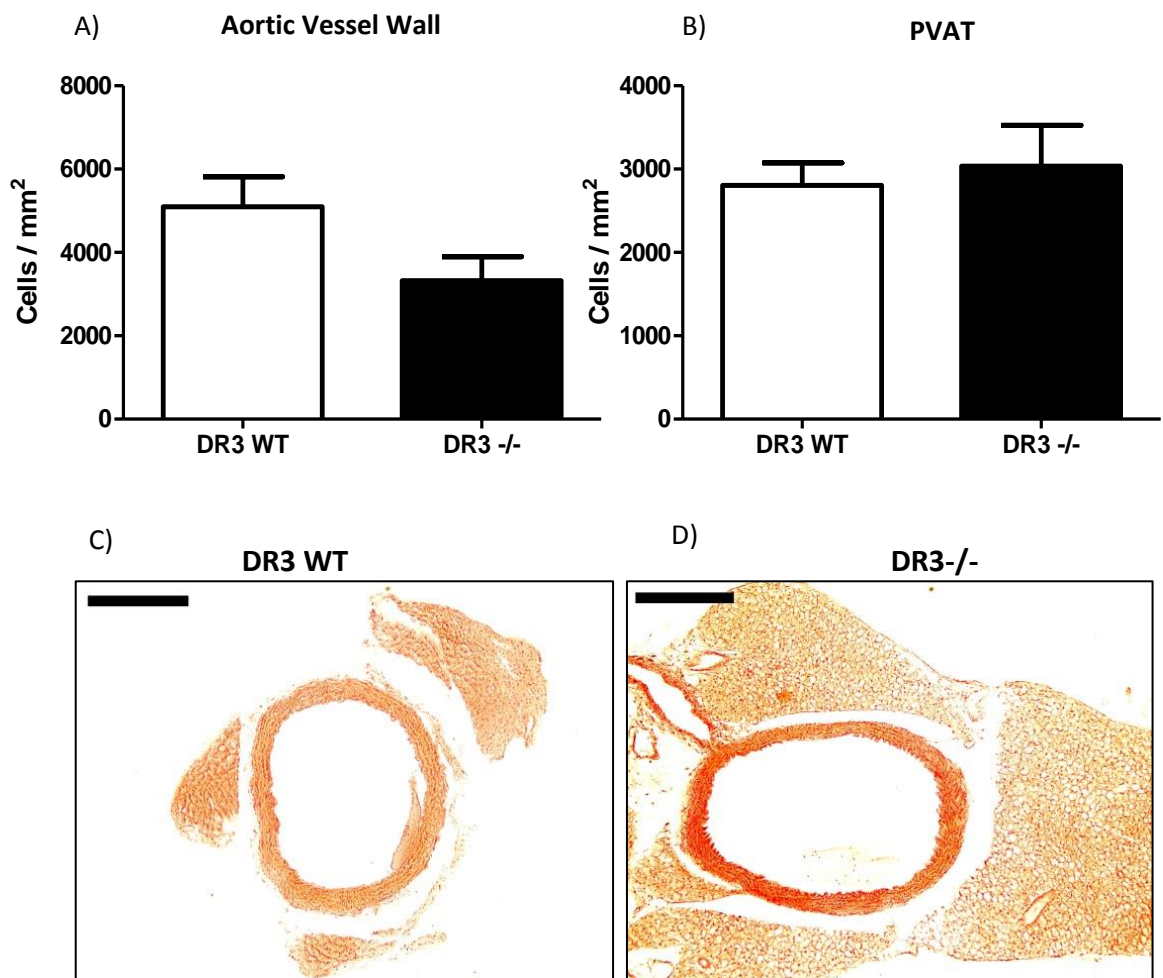 A)
Aortic Vessel Wall
8000
6000
4000
2000
0
Cells / mm²
DR3 WT
DR3 -/-
B)
PVAT
4000
3000
2000
1000
0
Cells / mm²
DR3 WT
DR3 -/-
C)
DR3 WT
D)
DR3-/-